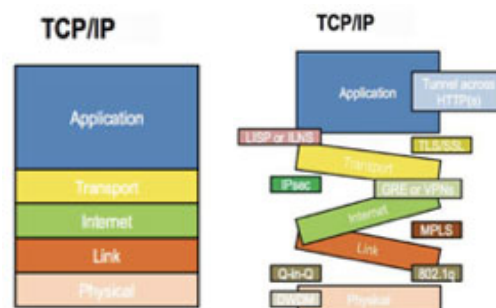 TCP/IP
Application
Transport
Internet
Link
Physical
TCP/IP
Application
Tunnel across
HTTP(s)
LISP or ILNS
TLS/SSL
Transport
IPsec
GRE or VPNs
Internet
MPLS
Link
Q-in-Q
802.1q
DWDM
Physical